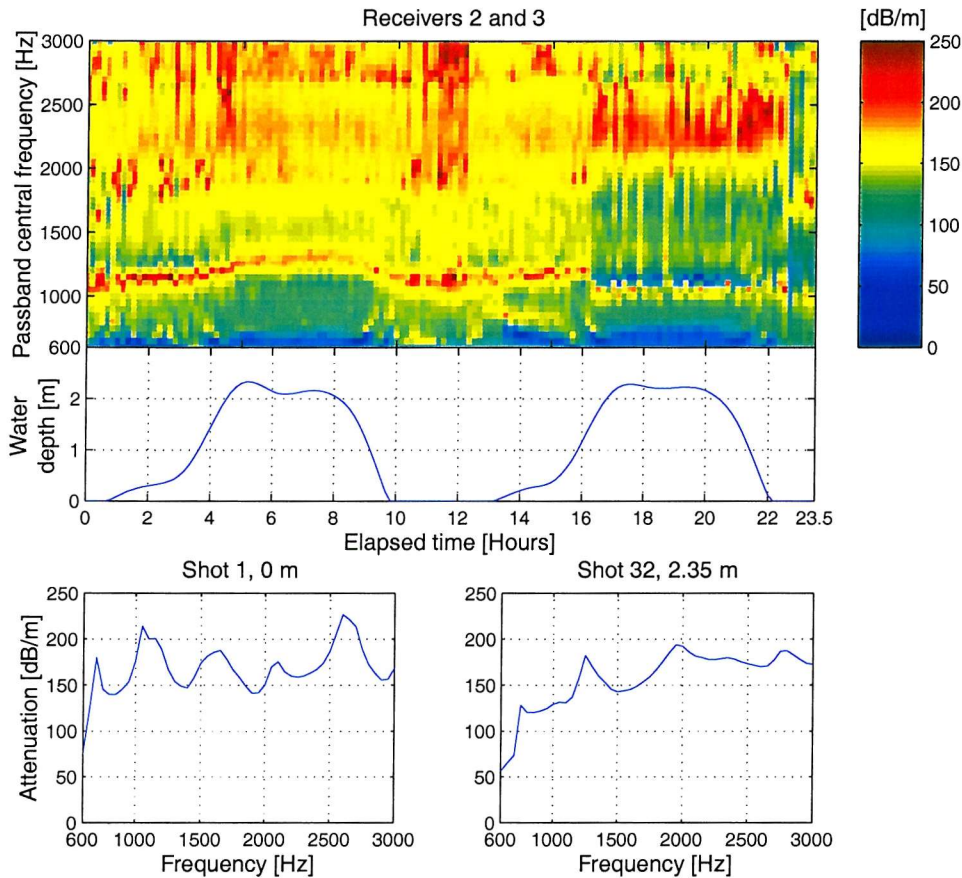 Receivers 2 and 3
[dB/m]
Passband central frequency [Hz]
3000
2500
2000
1500
1000
600
250
200
150
100
50
0
Water
depth [m]
2
1
0
0 2 4 6 8 10 12 14 16 18 20 22 23.5
Elapsed time [Hours]
Shot 1, 0 m
Attenuation [dB/m]
250
200
150
100
50
0
600 1000 1500 2000 2500 3000
Frequency [Hz]
Shot 32, 2.35 m
250
200
150
100
50
0
600 1000 1500 2000 2500 3000
Frequency [Hz]